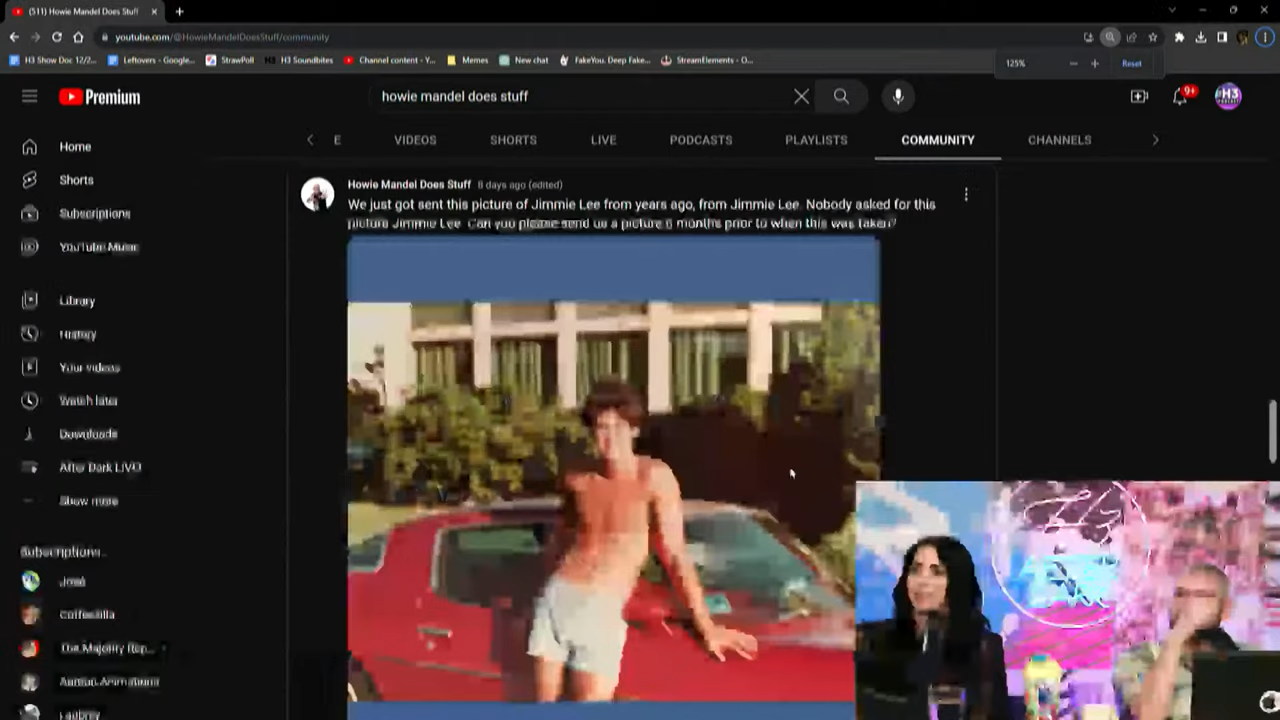 (511) Howie Mandel Does Stuff
youtube.com/@HowieMandelDoesStuff/community
H3 Show Doc 12/2... Leftovers - Google... StrawPoll H3 Soundbites Channel content - Y... Memes New chat FakeYou. Deep Fake... StreamElements - O...
125% Reset
Premium
howie mandel does stuff
9+
H3
PODCAST
E VIDEOS SHORTS LIVE PODCASTS PLAYLISTS COMMUNITY CHANNELS
Home
Shorts
Subscriptions
YouTube Music
Library
History
Your videos
Watch later
Downloads
After Dark LIVE
Show more
Subscriptions
José
Coffeezilla
The Majority Rep...
Howie Mandel Does Stuff 8 days ago (edited)
We just got sent this picture of Jimmie Lee from years ago, from Jimmie Lee. Nobody asked for this
picture Jimmie Lee. Can you please send us a picture 6 months prior to when this was taken?